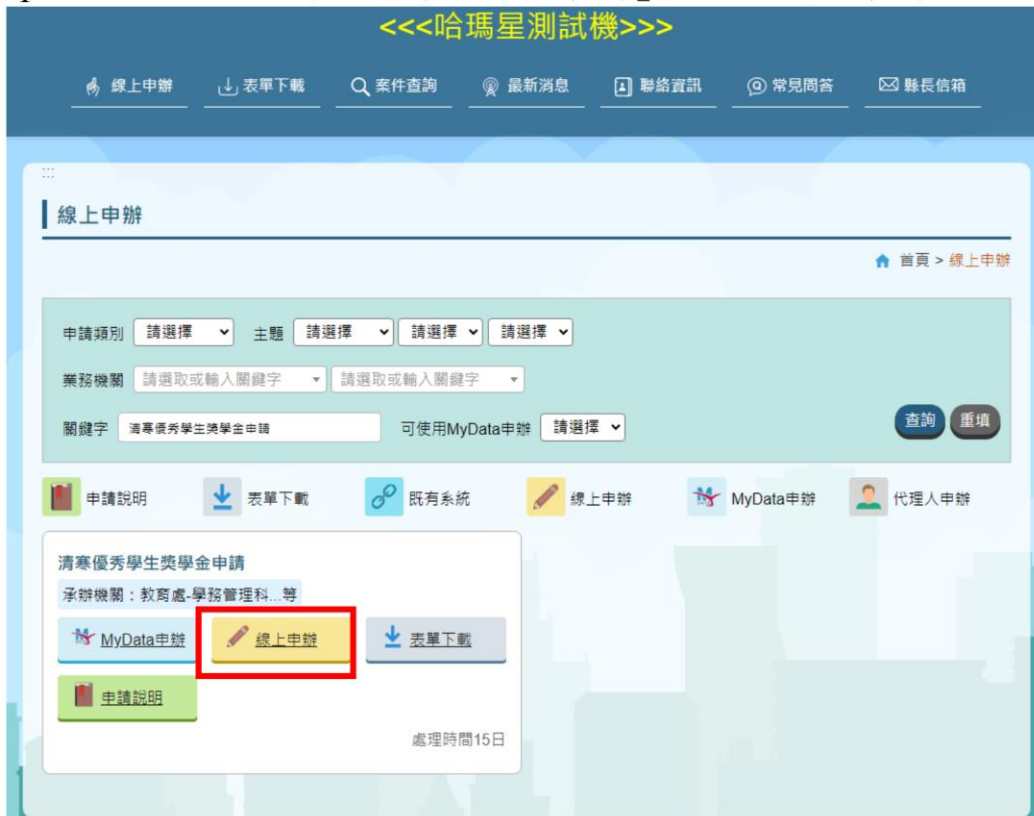 <<<哈瑪星測試機>>>
線上申辦 表單下載 案件查詢 最新消息 聯絡資訊 常見問答 縣長信箱
:::
線上申辦
首頁 > 線上申辦
申請類別 請選擇 主題 請選擇 請選擇 請選擇
業務機關 請選取或輸入關鍵字 請選取或輸入關鍵字
關鍵字 清寒優秀學生獎學金申請 可使用MyData申辦 請選擇 查詢 重填
申請說明 表單下載 既有系統 線上申辦 MyData申辦 代理人申辦
清寒優秀學生獎學金申請
承辦機關：教育處-學務管理科...等
MyData申辦 線上申辦 表單下載
申請說明
處理時間15日